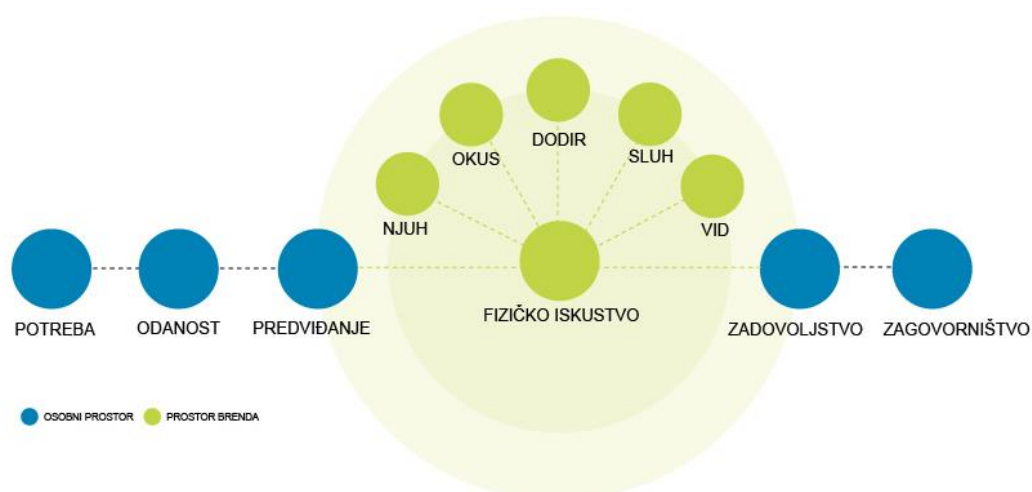 DODIR
OKUS
SLUH
NJUH
VID
POTREBA
ODANOST
PREDVIĐANJE
FIZIČKO ISKUSTVO
ZADOVOLJSTVO
ZAGOVORNIŠTVO
OSOBNI PROSTOR
PROSTOR BRENDA